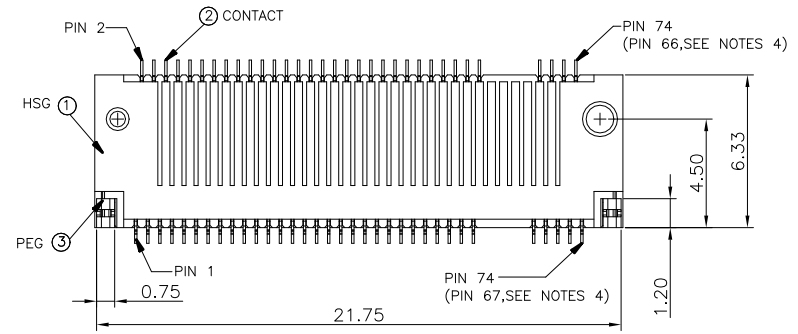 ② CONTACT
PIN 2
PIN 74
(PIN 66,SEE NOTES 4)
HSG ①
4.50
6.33
PEG ③
PIN 1
PIN 74
(PIN 67,SEE NOTES 4)
1.20
0.75
21.75